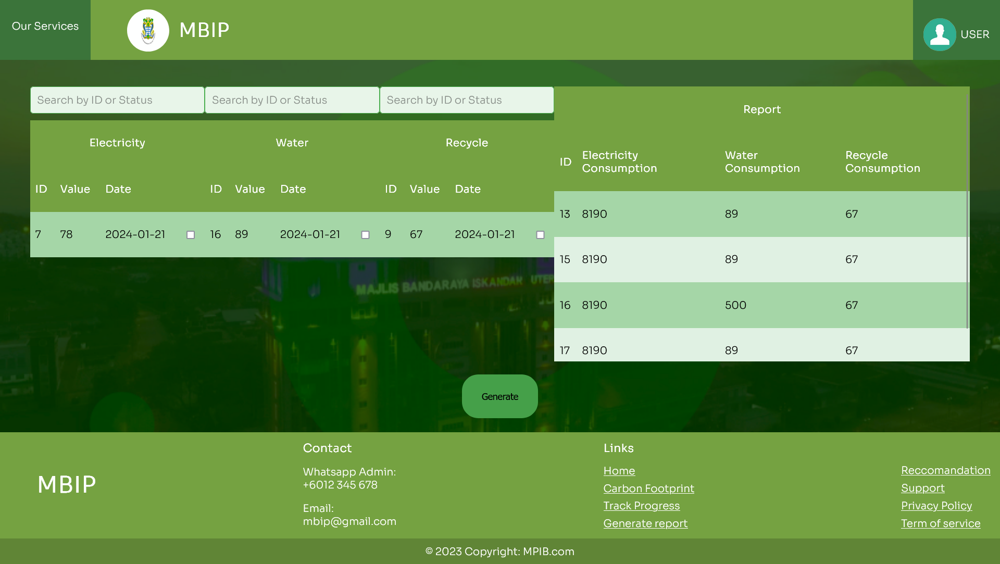 Our Services
MBIP
USER
Search by ID or Status
Search by ID or Status
Search by ID or Status
Electricity
Water
Recycle
ID Value Date
ID Value Date
ID Value Date
7 78 2024-01-21
16 89 2024-01-21
9 67 2024-01-21
Report
ID Electricity Consumption Water Consumption Recycle Consumption
13 8190 89 67
15 8190 89 67
16 8190 500 67
17 8190 89 67
MAJLIS BANDARAYA ISKANDAR UTER
Generate
MBIP
Contact
Whatsapp Admin:
+6012 345 678
Email:
mbip@gmail.com
Links
Home
Carbon Footprint
Track Progress
Generate report
Reccomandation
Support
Privacy Policy
Term of service
© 2023 Copyright: MPIB.com